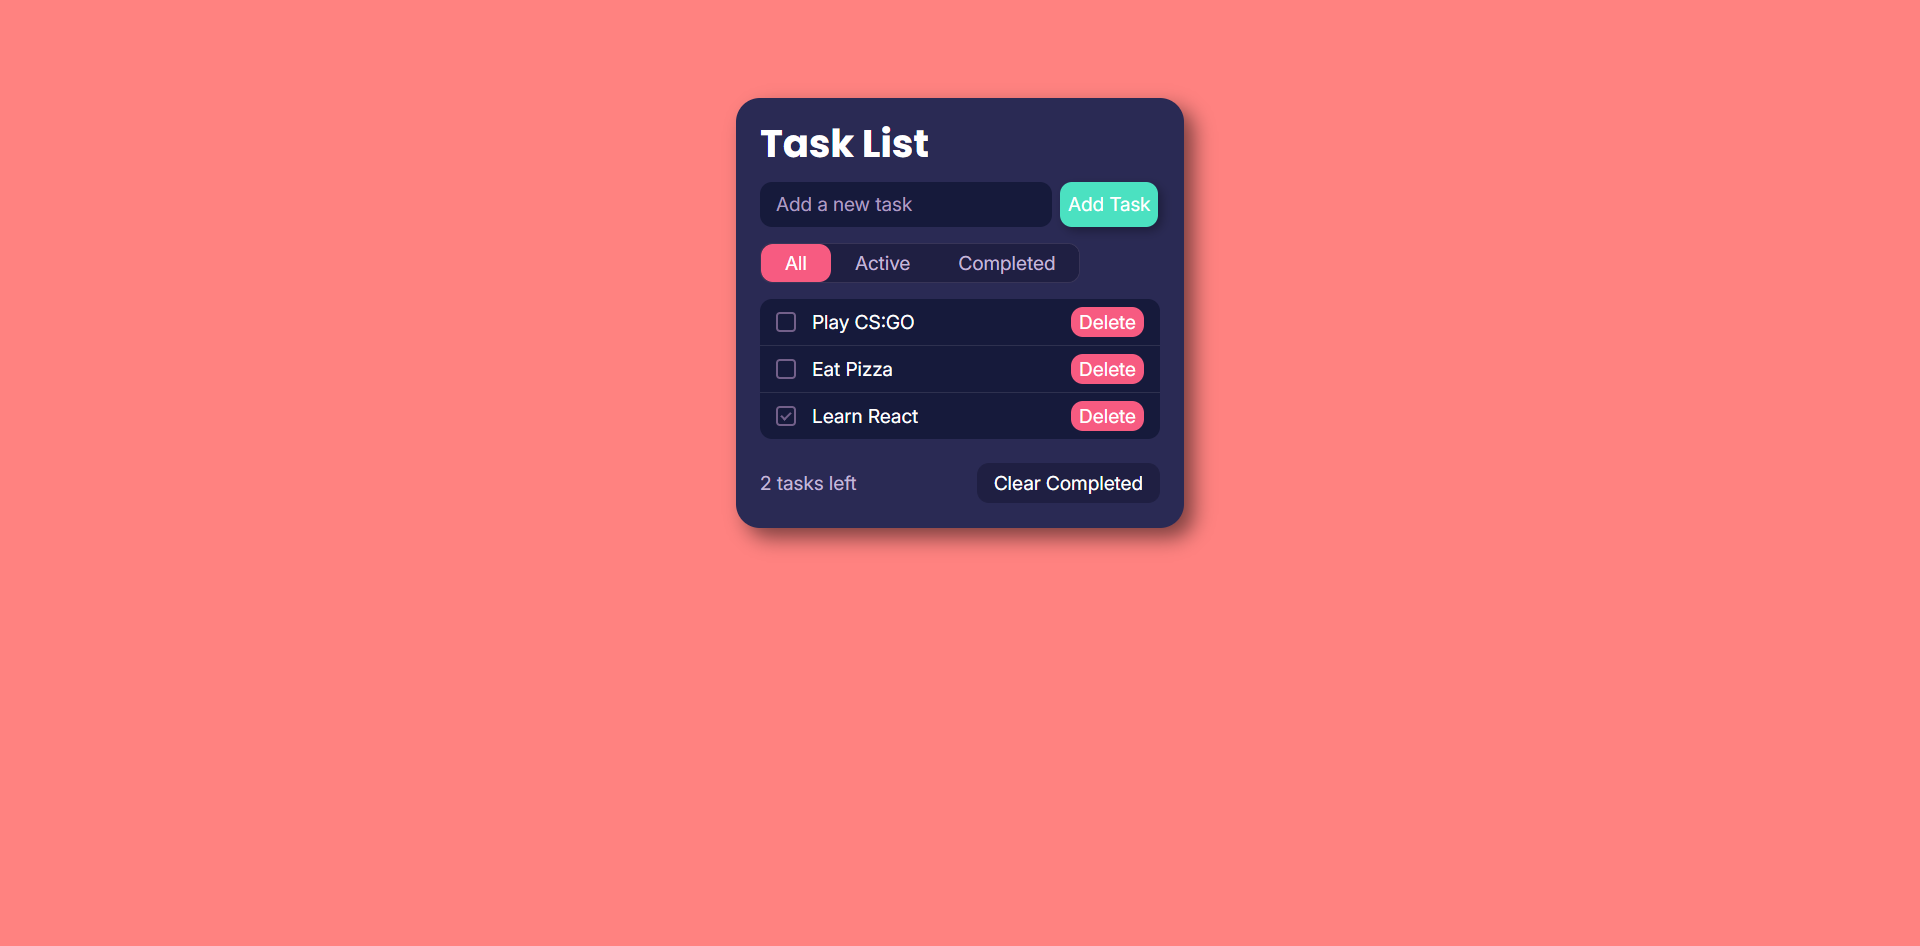 Task List
Add a new task Add Task
All Active Completed
Play CS:GO Delete
Eat Pizza Delete
Learn React Delete
2 tasks left Clear Completed